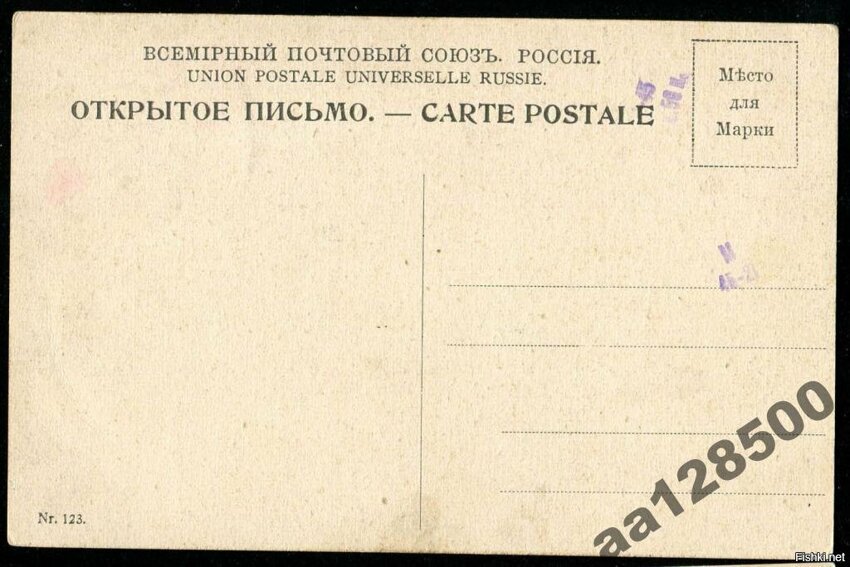 ВСЕМІРНЫЙ ПОЧТОВЫЙ СОЮЗЪ. РОССІЯ.
UNION POSTALE UNIVERSELLE RUSSIE.
ОТКРЫТОЕ ПИСЬМО. — CARTE POSTALE
Мѣсто
для
Марки
Nr. 123.
aa128500
Fishki.net